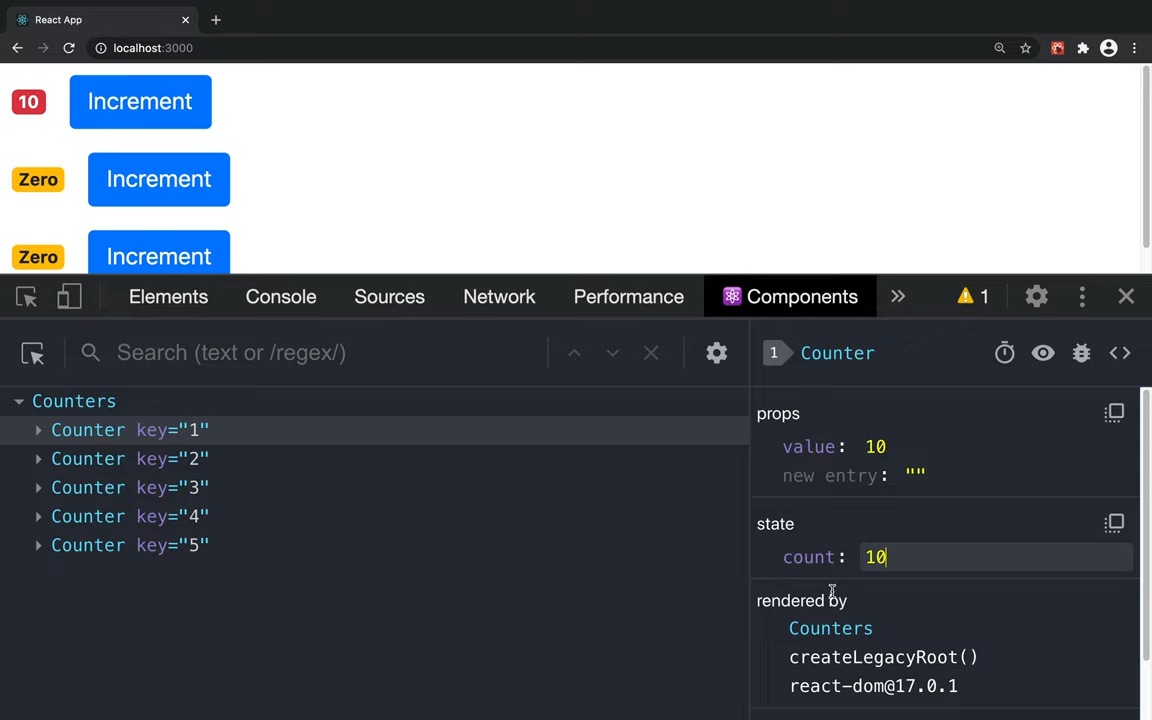 React App
localhost:3000
10 Increment
Zero Increment
Zero Increment
Elements Console Sources Network Performance Components 1
Search (text or /regex/)
Counters
Counter key="1"
Counter key="2"
Counter key="3"
Counter key="4"
Counter key="5"
1 Counter
props
value: 10
new entry: ""
state
count: 10
rendered by
Counters
createLegacyRoot()
react-dom@17.0.1